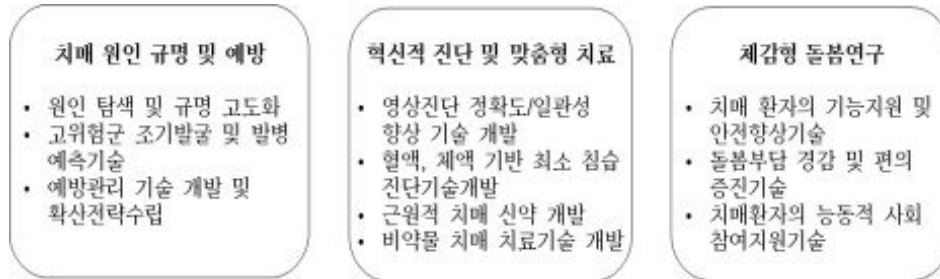 치매 원인 규명 및 예방
• 원인 탐색 및 규명 고도화
• 고위험군 조기발굴 및 발병
예측기술
• 예방관리 기술 개발 및
확산전략수립
혁신적 진단 및 맞춤형 치료
• 영상진단 정확도/일관성
향상 기술 개발
• 혈액, 체액 기반 최소 침습
진단기술개발
• 근원적 치매 신약 개발
• 비약물 치매 치료기술 개발
체감형 돌봄연구
• 치매 환자의 기능지원 및
안전향상기술
• 돌봄부담 경감 및 편의
증진기술
• 치매환자의 능동적 사회
참여지원기술